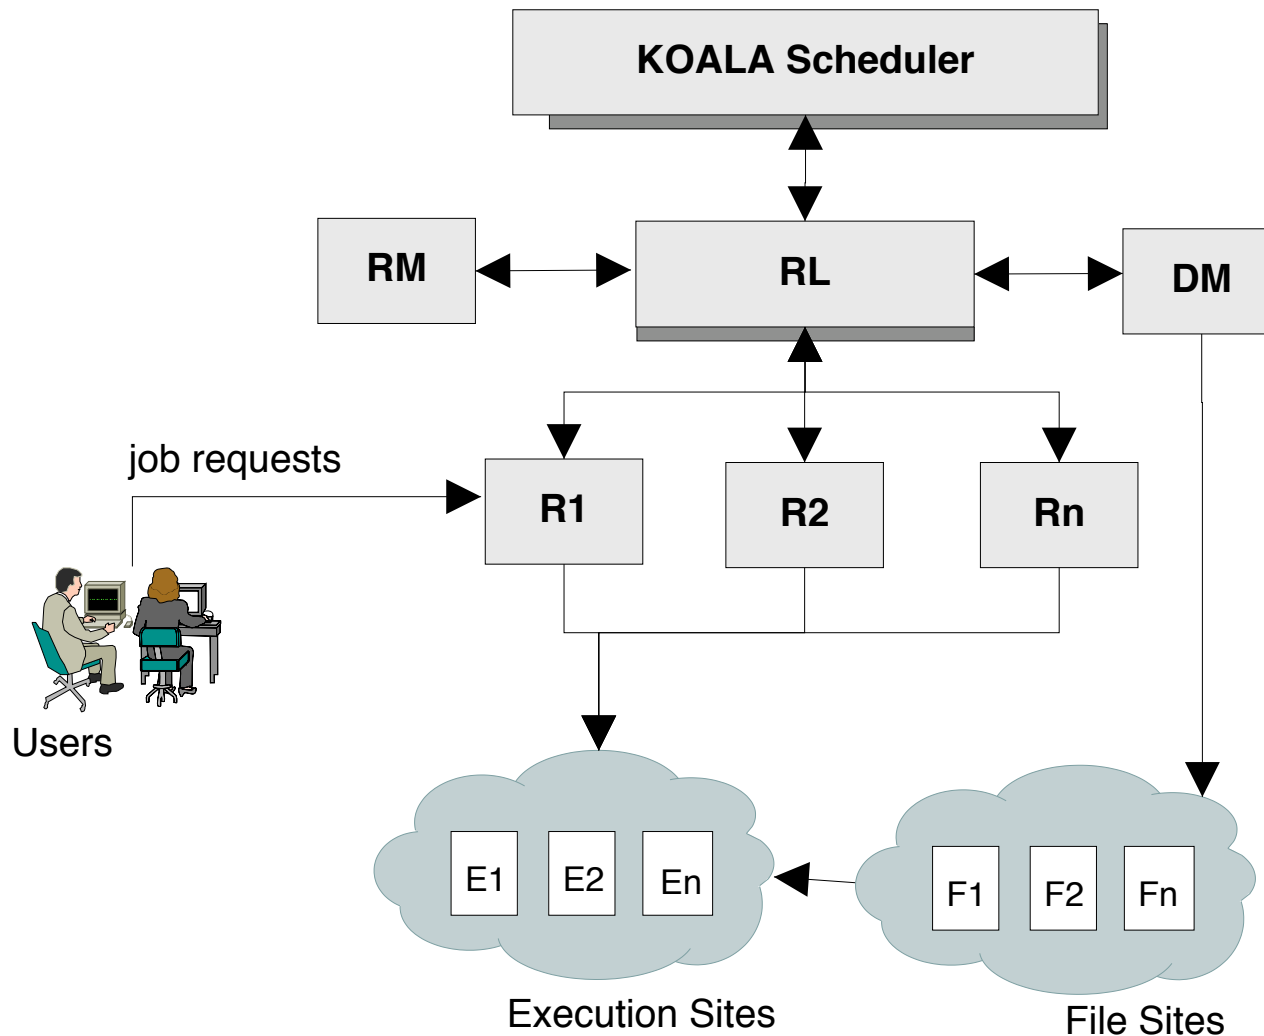 KOALA Scheduler
RM
RL
DM
job requests
R1
R2
Rn
Users
E1
E2
En
F1
F2
Fn
Execution Sites
File Sites